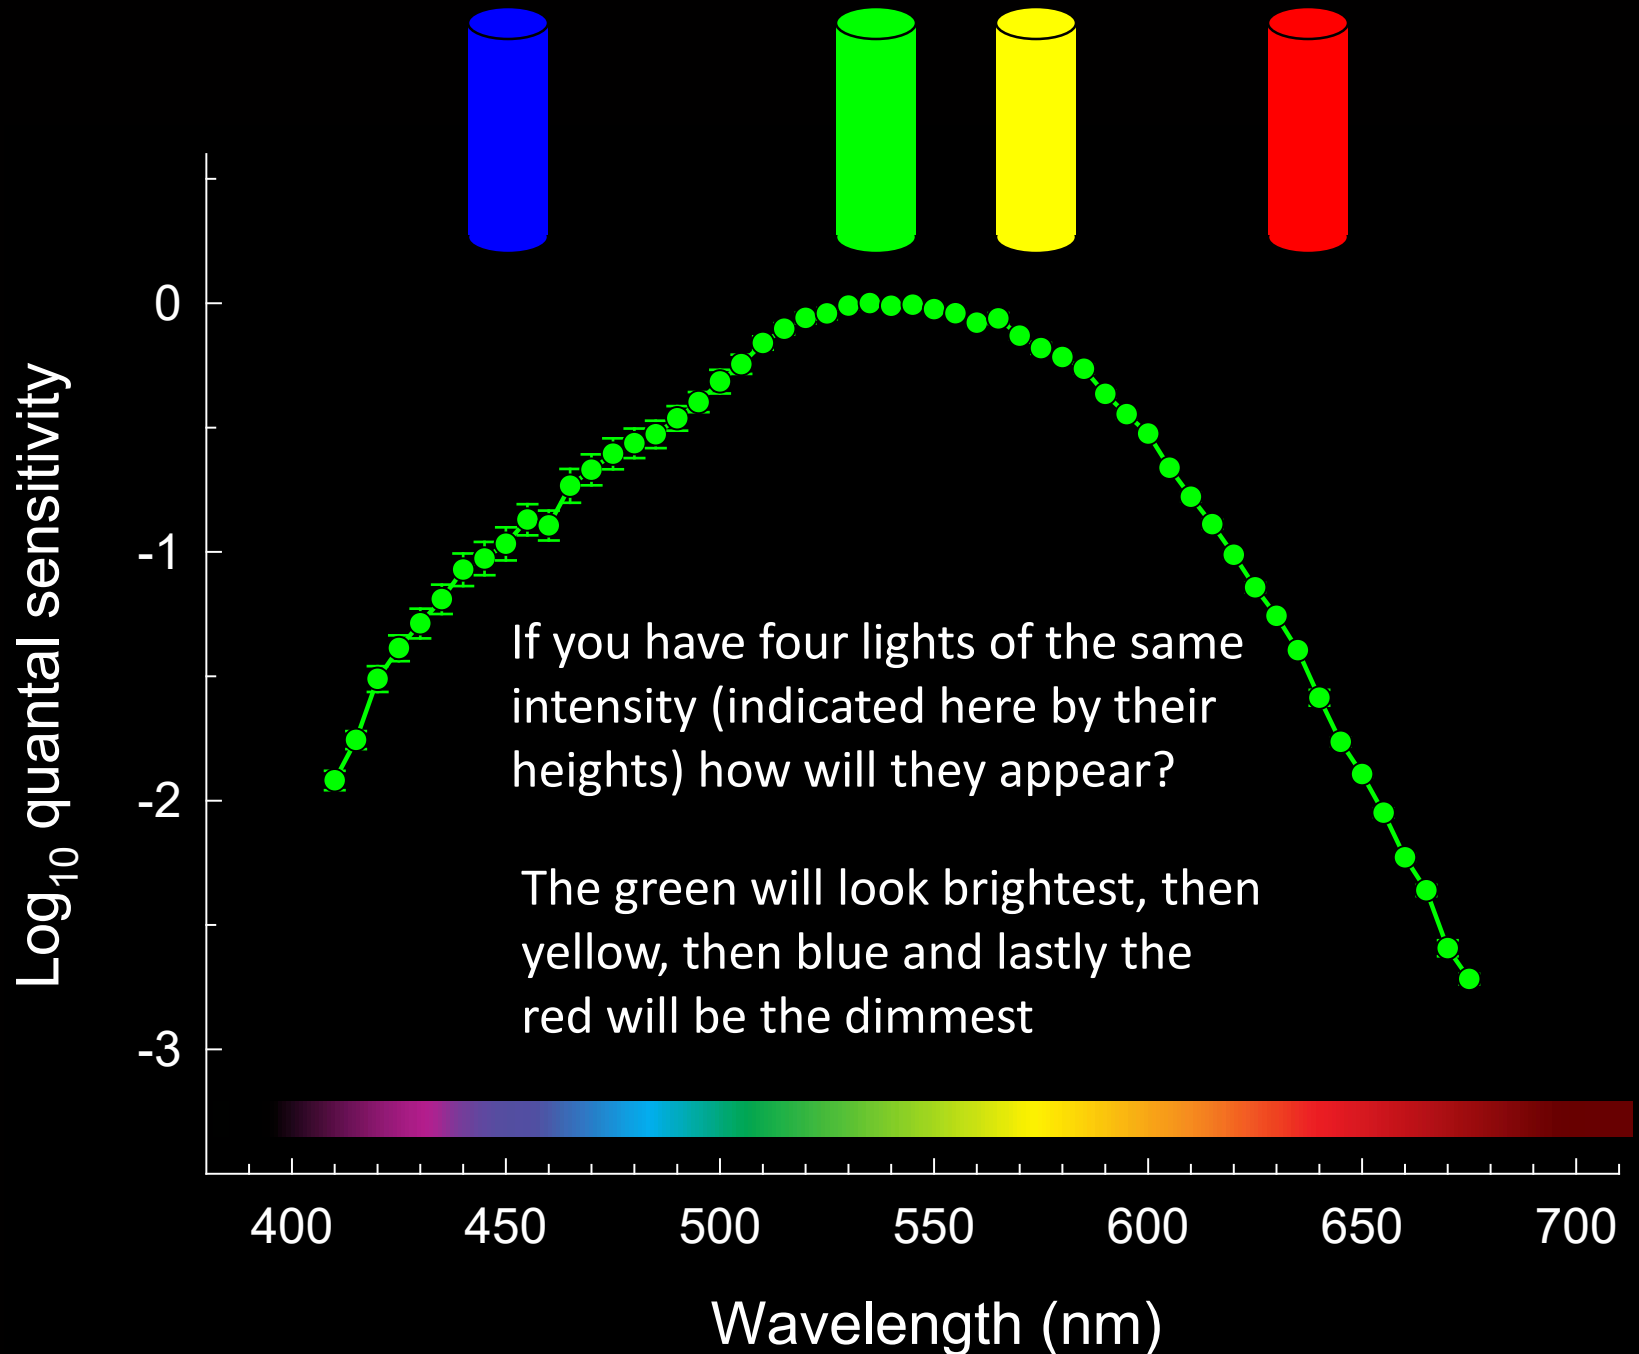 0
-1
-2
-3
Log10 quantal sensitivity
If you have four lights of the same
intensity (indicated here by their
heights) how will they appear?
The green will look brightest, then
yellow, then blue and lastly the
red will be the dimmest
400 450 500 550 600 650 700
Wavelength (nm)